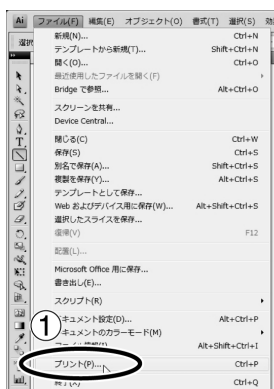 Ai ファイル(F) 編集(E) オブジェクト(O) 書式(T) 選択(S) 効
選択
新規(N)... Ctrl+N
テンプレートから新規(T)... Shift+Ctrl+N
開く(O)... Ctrl+O
最近使用したファイルを開く(F)
Bridge で参照... Alt+Ctrl+O
スクリーンを共有...
Device Central...
閉じる(C) Ctrl+W
保存(S) Ctrl+S
別名で保存(A)... Shift+Ctrl+S
複製を保存(Y)... Alt+Ctrl+S
テンプレートとして保存...
Web およびデバイス用に保存(W)... Alt+Shift+Ctrl+S
選択したスライスを保存...
復帰(V) F12
配置(L)...
Microsoft Office 用に保存...
書き出し(E)...
スクリプト(R)
キュメント設定(D)... Alt+Ctrl+P
1 キュメントのカラーモード(M)
Alt+Shift+Ctrl+I
プリント(P)... Ctrl+P
終了(X) Ctrl+Q